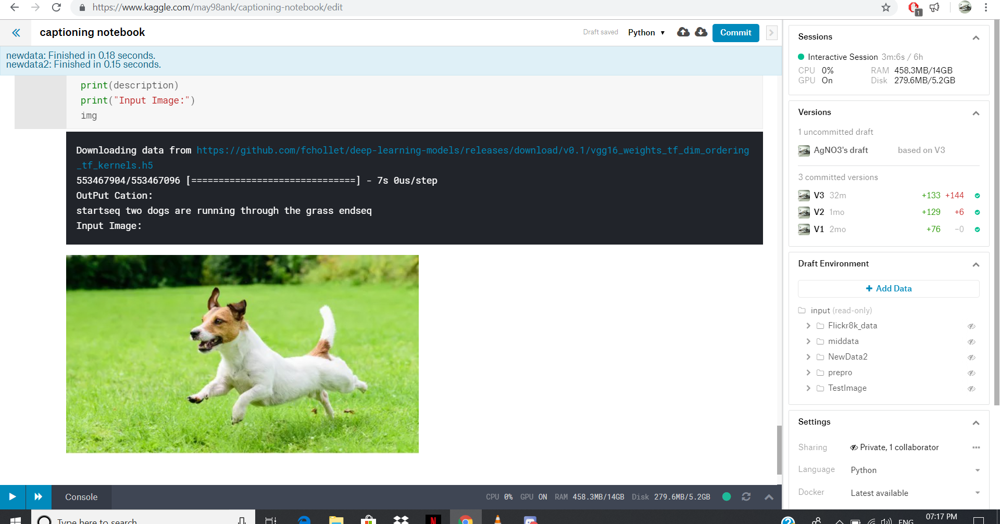 https://www.kaggle.com/may98ank/captioning-notebook/edit
1
captioning notebook
Draft saved
Python
Commit
newdata: Finished in 0.18 seconds.
newdata2: Finished in 0.15 seconds.
print(description)
print("Input Image:")
img
Downloading data from https://github.com/fchollet/deep-learning-models/releases/download/v0.1/vgg16_weights_tf_dim_ordering
_tf_kernels.h5
553467904/553467096 [==============================] - 7s 0us/step
OutPut Cation:
startseq two dogs are running through the grass endseq
Input Image:
Sessions
Interactive Session 3m:6s / 6h
CPU 0% RAM 458.3MB/14GB
GPU On Disk 279.6MB/5.2GB
Versions
1 uncommitted draft
AgNO3's draft based on V3
3 committed versions
V3 32m +133 +144
V2 1mo +129 +6
V1 2mo +76 −0
Draft Environment
+ Add Data
input (read-only)
Flickr8k_data
middata
NewData2
prepro
TestImage
Settings
Sharing Private, 1 collaborator
Language Python
Docker Latest available
Console
CPU 0% GPU ON RAM 458.3MB/14GB Disk 279.6MB/5.2GB
Type here to search
N
ENG
07:17 PM